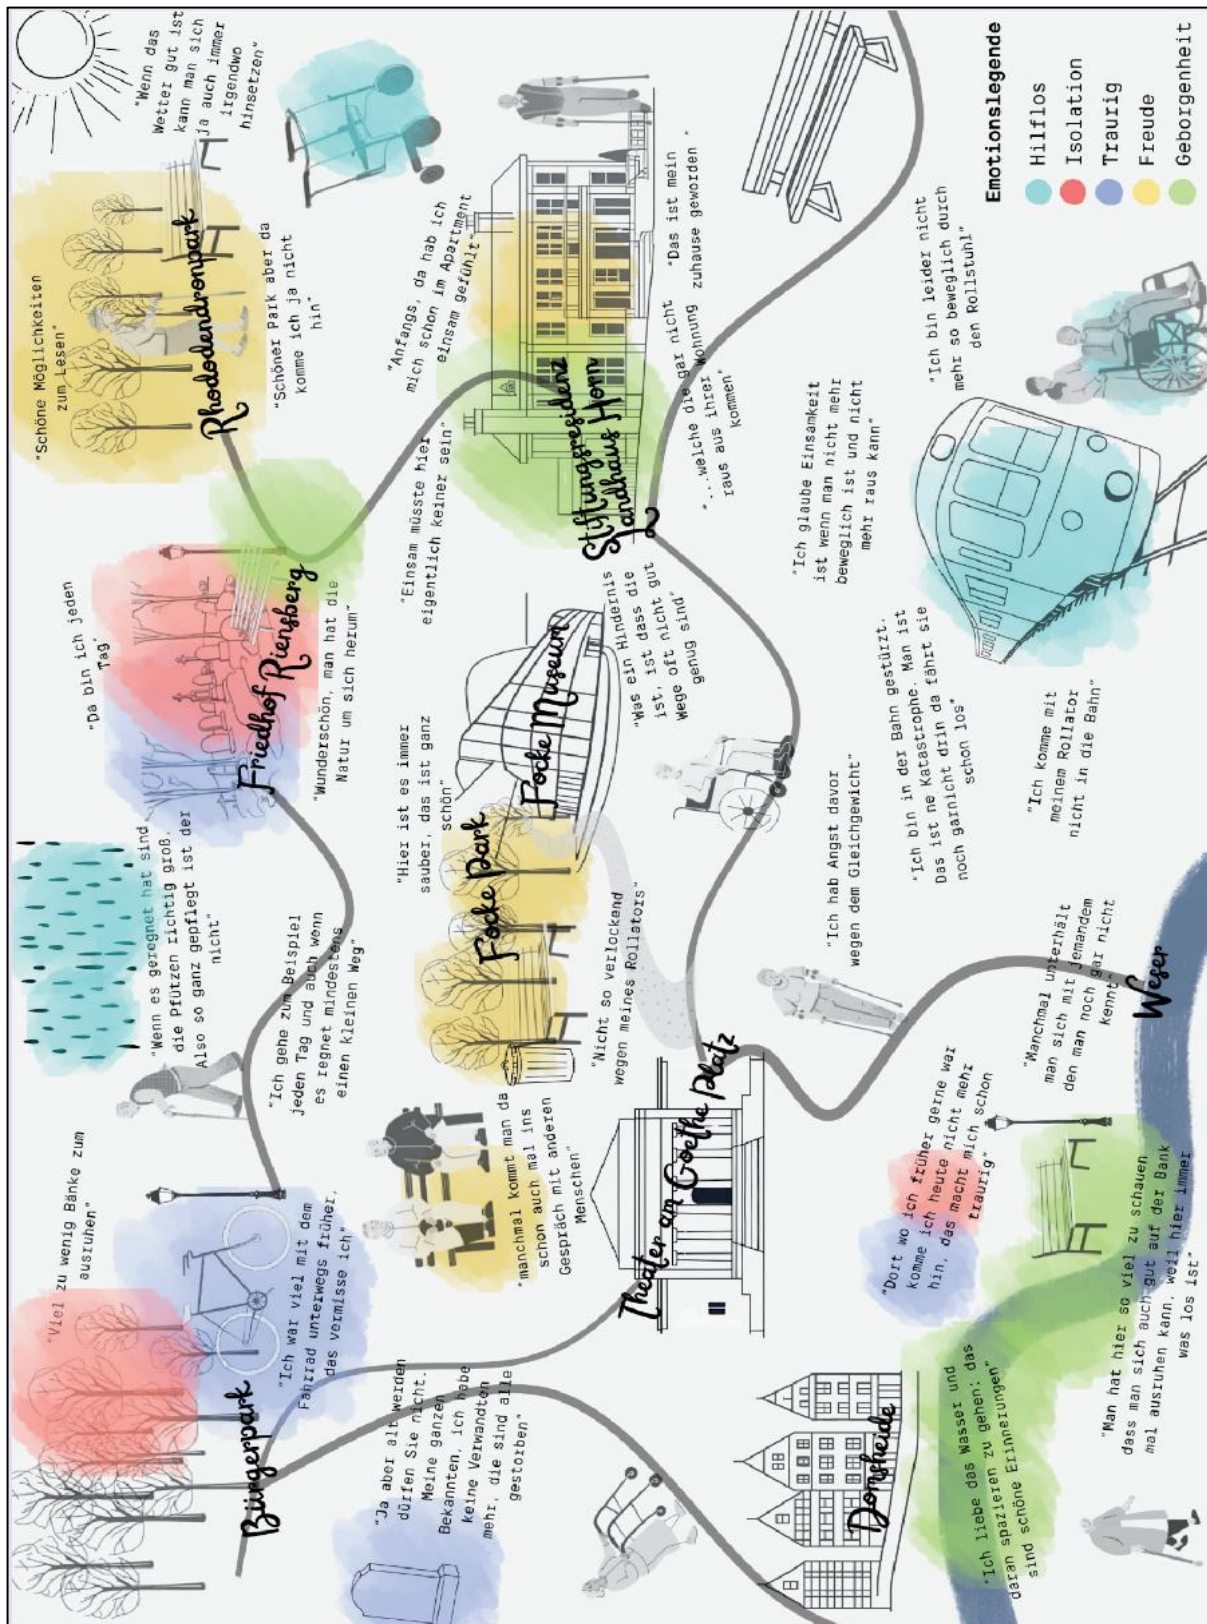 "Viel zu wenig Bänke zum
ausruhen"
Bürgerpark
"Ich war viel mit dem
Fahrrad unterwegs früher,
das vermisse ich"
"Wenn es geregnet hat sind
die Pfützen richtig groß.
Also so ganz gepflegt ist der
nicht"
"Ich gehe zum Beispiel
jeden Tag und auch wenn
es regnet mindestens
einen kleinen Weg"
"Da bin ich jeden
Tag"
Friedhof Riensberg
"Wunderschön, man hat die
Natur um sich herum"
"Schöne Möglichkeiten
zum Lesen"
Rhododendronpark
"Schöner Park aber da
komme ich ja nicht
hin"
"Wenn das
Wetter gut ist
kann man sich
ja auch immer
irgendwo
hinsetzen"
"Ja aber alt werden
dürfen Sie nicht.
Meine ganzen
Bekannten, ich habe
keine Verwandten
mehr, die sind alle
gestorben"
"manchmal kommt man da
schon auch mal ins
Gespräch mit anderen
Menschen"
"Hier ist es immer
sauber, das ist ganz
schön"
Focke Park
Focke Museum
"Nicht so verlockend
wegen meines Rollators"
"Einsam müsste hier
eigentlich keiner sein"
"Anfangs, da hab ich
mich schon im Apartment
einsam gefühlt"
Stiftungsresidenz
Landhaus Horn
"Das ist mein
zuhause geworden"
"...welche die gar nicht
raus aus ihrer Wohnung
kommen"
"Was ein Hindernis
ist, ist dass die
Wege oft nicht gut
genug sind"
Theater am Goethe Platz
"Ich hab Angst davor
wegen dem Gleichgewicht"
"Ich glaube Einsamkeit
ist wenn man nicht mehr
beweglich ist und nicht
mehr raus kann"
Domsheide
"Dort wo ich früher gerne war
komme ich heute nicht mehr
hin, das macht mich schon
traurig"
"Ich bin in der Bahn gestürzt.
Das ist ne Katastrophe. Man ist
noch garnicht drin da fährt sie
schon los"
"Ich bin leider nicht
mehr so beweglich durch
den Rollstuhl"
"Ich liebe das Wasser und
daran spazieren zu gehen; das
sind schöne Erinnerungen"
"Man hat hier so viel zu schauen
dass man sich auch gut auf der Bank
mal ausruhen kann, weil hier immer
was los ist"
"Manchmal unterhält
man sich mit jemandem
den man noch gar nicht
kennt"
Weser
"Ich komme mit
meinem Rollator
nicht in die Bahn"
Emotionslegende
Hilflos
Isolation
Traurig
Freude
Geborgenheit